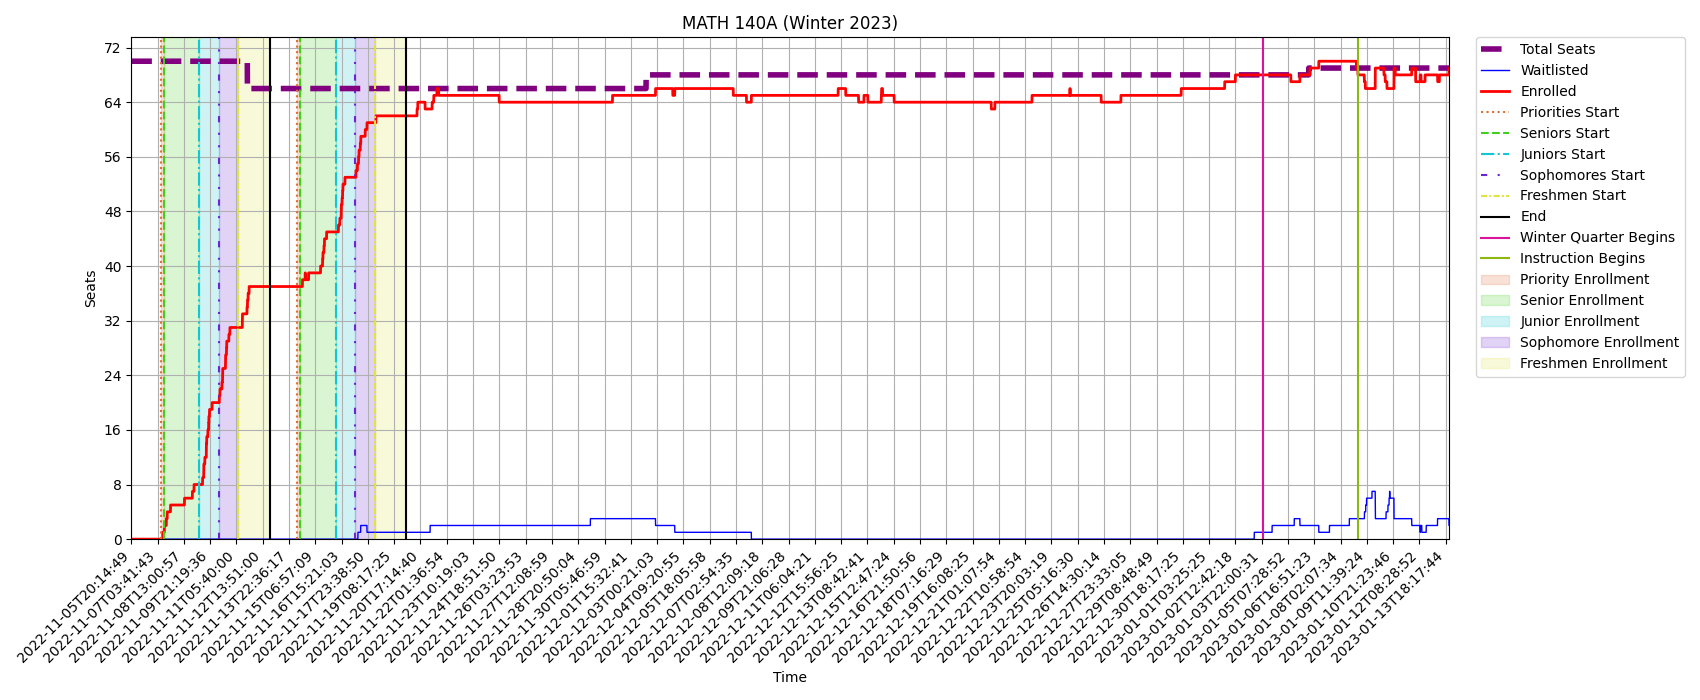 MATH 140A (Winter 2023)
Seats
72
64
56
48
40
32
24
16
8
0
2022-11-05T20:14:49
2022-11-07T03:41:43
2022-11-08T13:00:57
2022-11-09T21:19:36
2022-11-11T05:40:00
2022-11-12T13:51:00
2022-11-13T22:36:17
2022-11-15T06:57:09
2022-11-16T15:21:03
2022-11-17T23:38:50
2022-11-19T08:17:25
2022-11-20T17:14:40
2022-11-22T01:36:54
2022-11-23T10:19:03
2022-11-24T18:51:50
2022-11-26T03:23:53
2022-11-27T12:08:59
2022-11-28T20:50:04
2022-11-30T05:46:59
2022-12-01T15:32:41
2022-12-03T00:21:03
2022-12-04T09:20:55
2022-12-05T18:05:58
2022-12-07T02:54:35
2022-12-08T12:09:18
2022-12-09T21:06:28
2022-12-11T06:04:21
2022-12-12T15:56:25
2022-12-13T08:42:41
2022-12-15T12:47:24
2022-12-16T21:50:56
2022-12-18T07:16:29
2022-12-19T16:08:25
2022-12-21T01:07:54
2022-12-22T10:58:54
2022-12-23T20:03:19
2022-12-25T05:16:30
2022-12-26T14:30:14
2022-12-27T23:33:05
2022-12-29T08:48:49
2022-12-30T18:17:25
2023-01-01T03:25:25
2023-01-02T12:42:18
2023-01-03T22:00:31
2023-01-05T07:28:52
2023-01-06T16:51:23
2023-01-08T02:07:34
2023-01-09T11:39:24
2023-01-10T21:23:46
2023-01-12T08:28:52
2023-01-13T18:17:44
Time
Total Seats
Waitlisted
Enrolled
Priorities Start
Seniors Start
Juniors Start
Sophomores Start
Freshmen Start
End
Winter Quarter Begins
Instruction Begins
Priority Enrollment
Senior Enrollment
Junior Enrollment
Sophomore Enrollment
Freshmen Enrollment